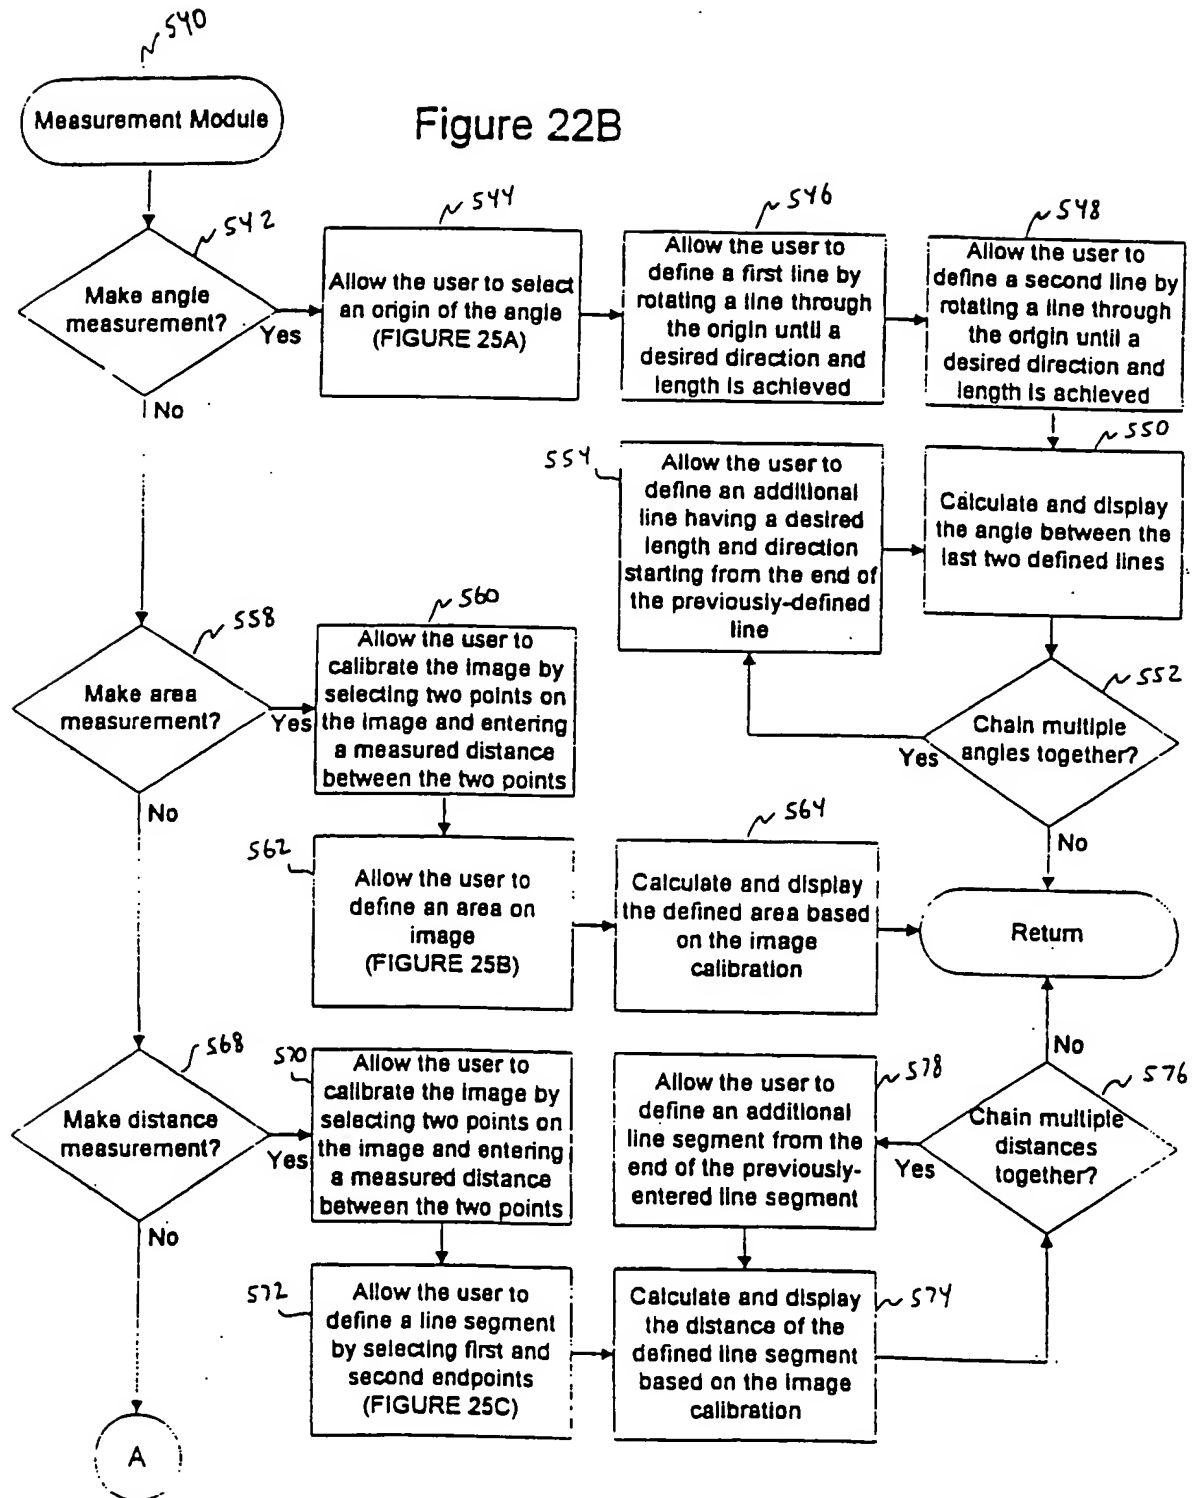 540
Measurement Module
Figure 22B
542
Make angle
measurement?
Yes
No
544
Allow the user to select
an origin of the angle
(FIGURE 25A)
546
Allow the user to
define a first line by
rotating a line through
the origin until a
desired direction and
length is achieved
548
Allow the user to
define a second line by
rotating a line through
the origin until a
desired direction and
length is achieved
550
Calculate and display
the angle between the
last two defined lines
554
Allow the user to
define an additional
line having a desired
length and direction
starting from the end of
the previously-defined
line
552
Chain multiple
angles together?
Yes
No
558
Make area
measurement?
Yes
No
560
Allow the user to
calibrate the image by
selecting two points on
the image and entering
a measured distance
between the two points
562
Allow the user to
define an area on
image
(FIGURE 25B)
564
Calculate and display
the defined area based
on the image
calibration
Return
568
Make distance
measurement?
Yes
No
570
Allow the user to
calibrate the image by
selecting two points on
the image and entering
a measured distance
between the two points
572
Allow the user to
define a line segment
by selecting first and
second endpoints
(FIGURE 25C)
578
Allow the user to
define an additional
line segment from the
end of the previously-
entered line segment
574
Calculate and display
the distance of the
defined line segment
based on the image
calibration
576
Chain multiple
distances
together?
Yes
No
A